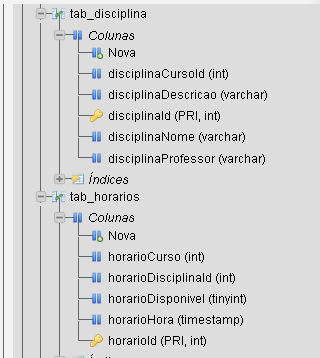 tab_disciplina
Colunas
Nova
disciplinaCursoId (int)
disciplinaDescricao (varchar)
disciplinaId (PRI, int)
disciplinaNome (varchar)
disciplinaProfessor (varchar)
Índices
tab_horarios
Colunas
Nova
horarioCurso (int)
horarioDisciplinaId (int)
horarioDisponivel (tinyint)
horarioHora (timestamp)
horarioId (PRI, int)